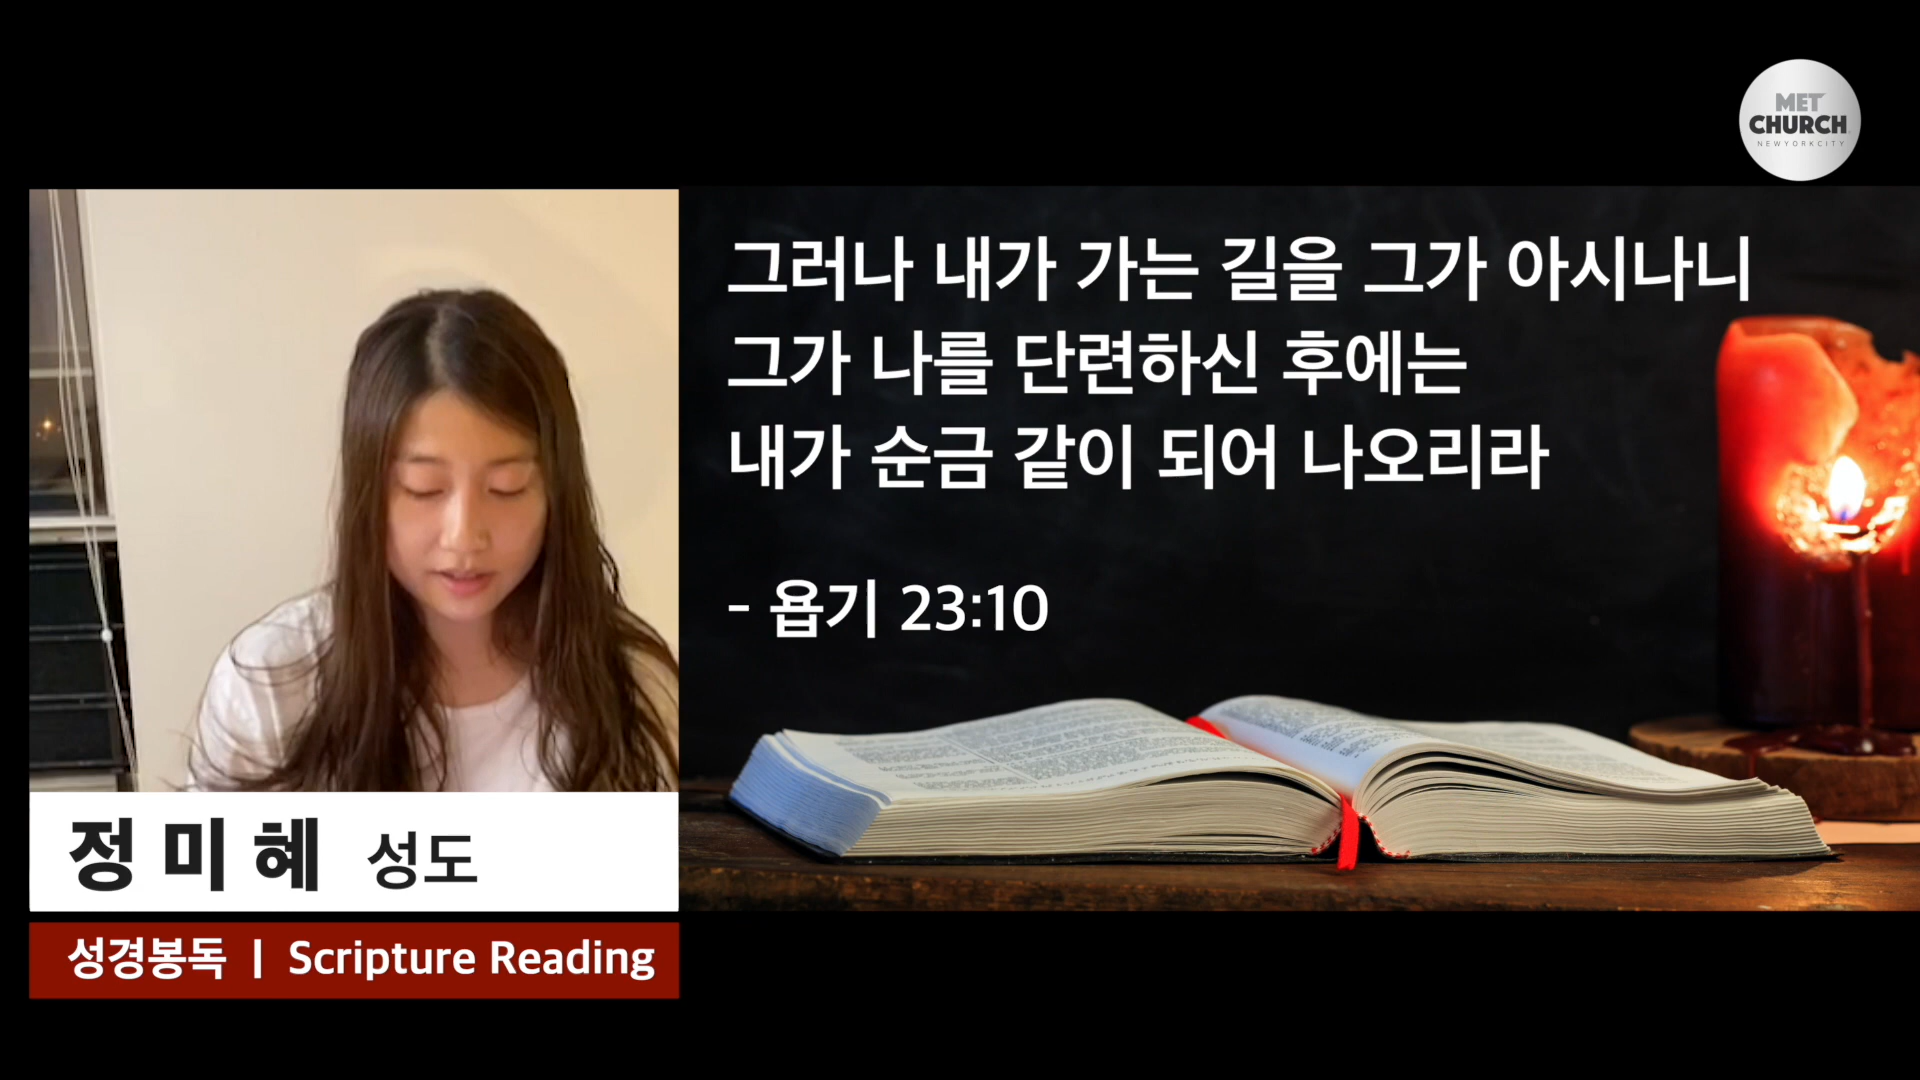 MET
CHURCH
NEWYORKCITY
그러나 내가 가는 길을 그가 아시나니
그가 나를 단련하신 후에는
내가 순금 같이 되어 나오리라
- 욥기 23:10
정미혜 성도
성경봉독 | Scripture Reading